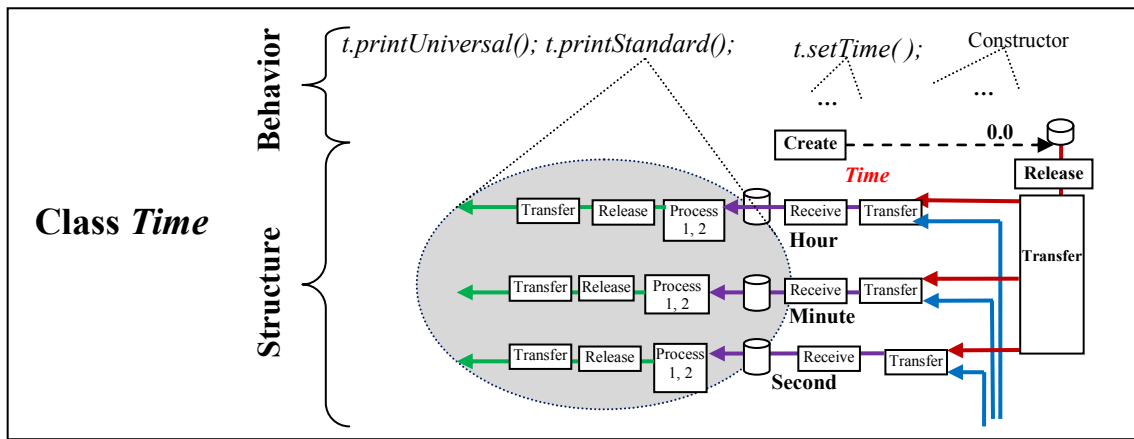 t.printUniversal(); t.printStandard();
t.setTime( );
Constructor
...
...
Behavior
Create
0.0
Time
Release
Class Time
Structure
Transfer
Release
Process
1, 2
Receive
Transfer
Hour
Transfer
Transfer
Release
Process
1, 2
Receive
Transfer
Minute
Transfer
Release
Process
1, 2
Receive
Transfer
Second